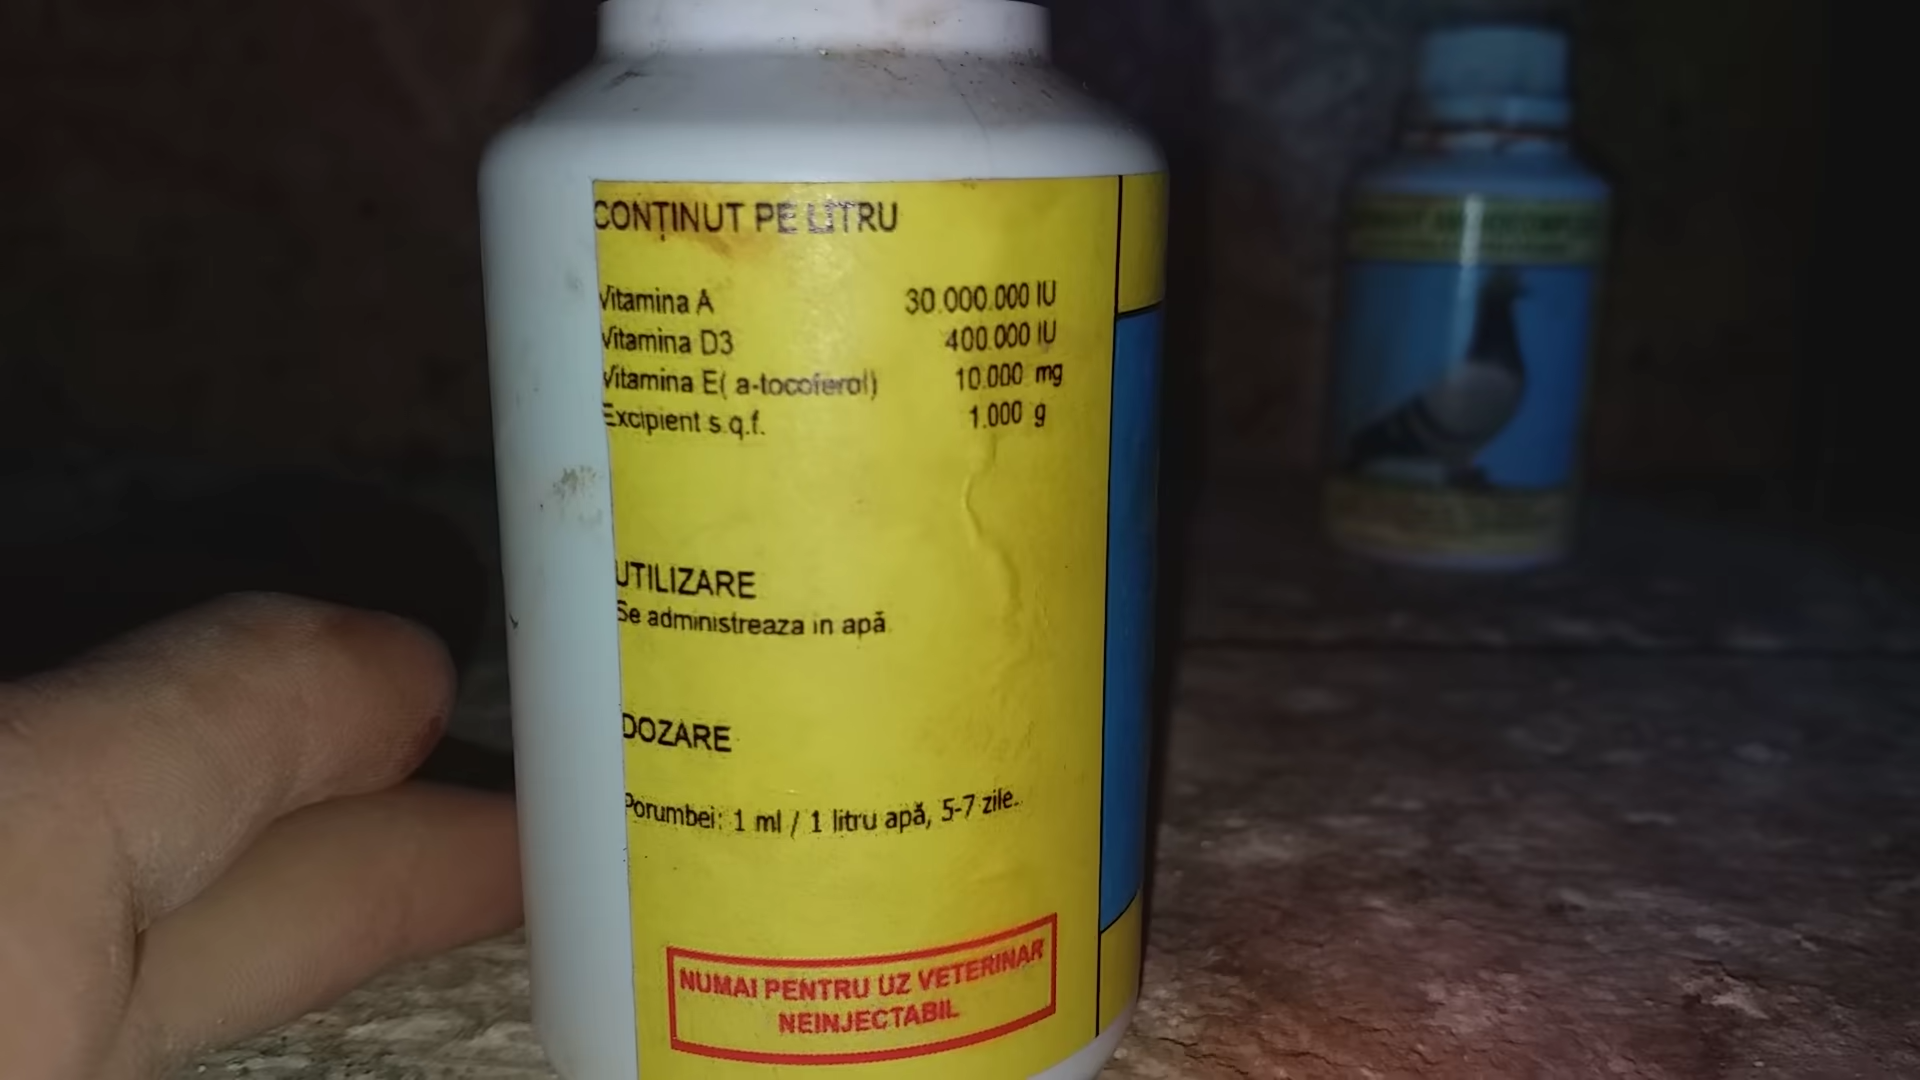 CONȚINUT PE LITRU
Vitamina A 30.000.000 IU
Vitamina D3 400.000 IU
Vitamina E( a-tocoferol) 10.000 mg
Excipient s.q.f. 1.000 g
UTILIZARE
Se administreaza in apă
DOZARE
Porumbei: 1 ml / 1 litru apă, 5-7 zile.
NUMAI PENTRU UZ VETERINAR
NEINJECTABIL